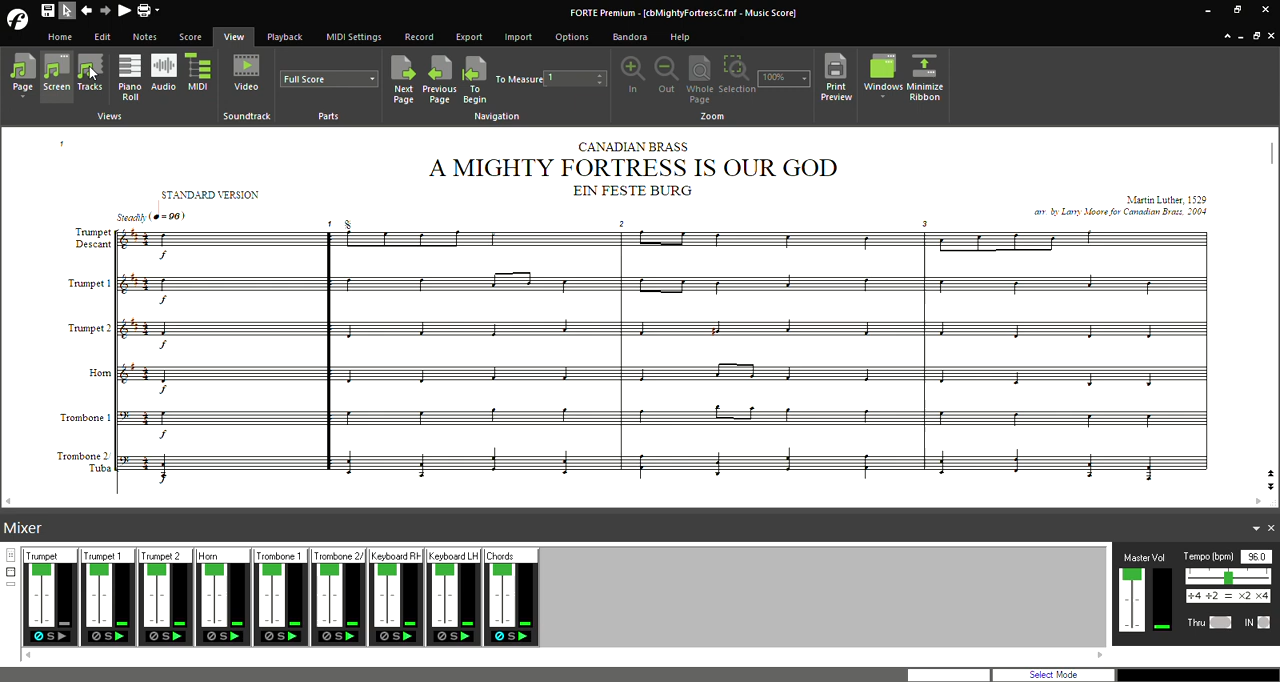 FORTE Premium - [cbMightyFortressC.fnf - Music Score]
Home Edit Notes Score View Playback MIDI Settings Record Export Import Options Bandora Help
Page Screen Tracks Piano Roll Audio MIDI
Views
Video
Soundtrack
Full Score
Parts
Next Page Previous Page To Begin To Measure 1
Navigation
In Out Whole Page Selection 100%
Zoom
Print Preview
Windows Minimize Ribbon
1
CANADIAN BRASS
A MIGHTY FORTRESS IS OUR GOD
EIN FESTE BURG
STANDARD VERSION
Martin Luther, 1529
arr. by Larry Moore for Canadian Brass, 2004
Steadily ( = 96 )
1 2 3
Trumpet Descant
f
Trumpet 1
f
Trumpet 2
f
Horn
f
Trombone 1
f
Trombone 2/ Tuba
f
Mixer
Trumpet Trumpet 1 Trumpet 2 Horn Trombone 1 Trombone 2/ Keyboard RH Keyboard LH Chords
S S S S S S S S S
Master Vol Tempo (bpm) 96.0
÷4 ÷2 = ×2 ×4
Thru IN
Select Mode